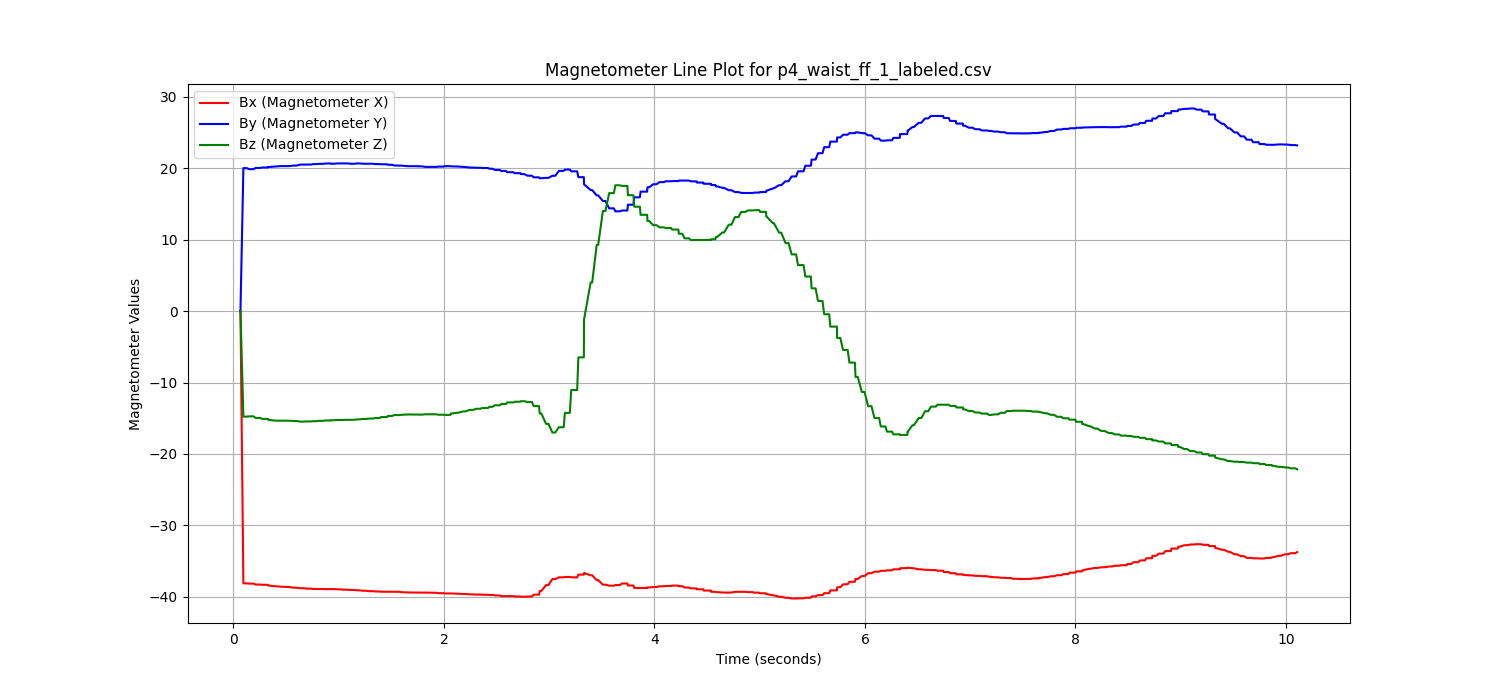 Magnetometer Line Plot for p4_waist_ff_1_labeled.csv
Bx (Magnetometer X)
By (Magnetometer Y)
Bz (Magnetometer Z)
Magnetometer Values
30
20
10
0
−10
−20
−30
−40
0 2 4 6 8 10
Time (seconds)